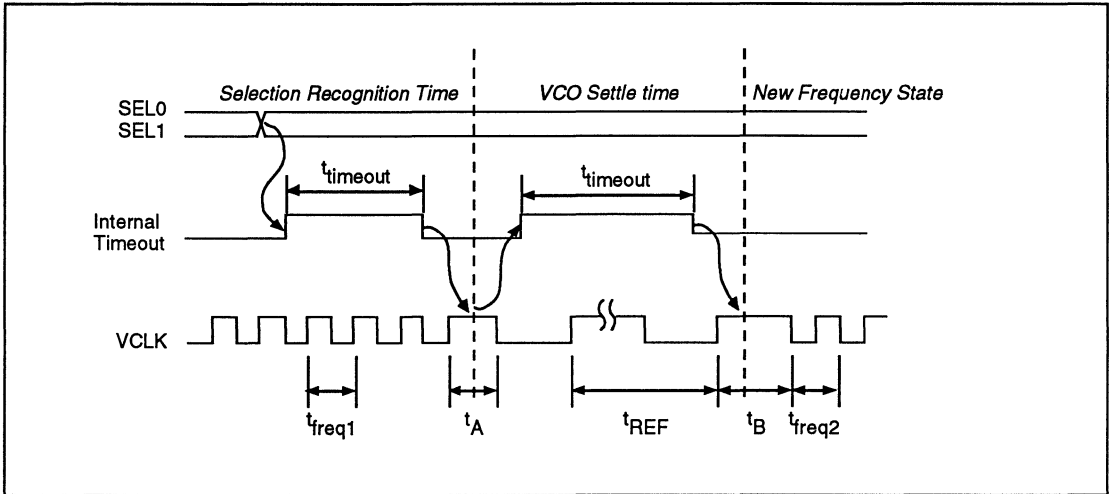 Selection Recognition Time VCO Settle time New Frequency State
SEL0
SEL1
ttimeout ttimeout
Internal
Timeout
VCLK
tfreq1 tA tREF tB tfreq2